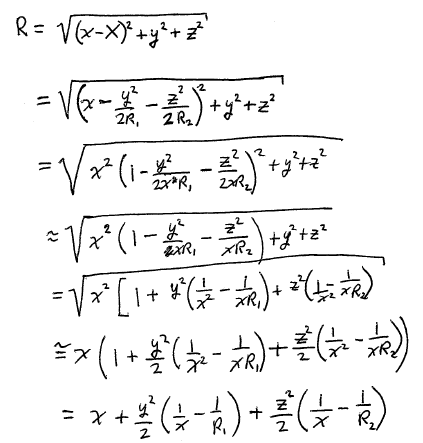 R = √((x-X)² + y² + z²)
= √((x - y²/2R₁ - z²/2R₂)² + y² + z²)
= √(x² (1 - y²/2xR₁ - z²/2xR₂)² + y² + z²)
≈ √(x² (1 - y²/xR₁ - z²/xR₂) + y² + z²)
= √(x² [1 + y² (1/x² - 1/xR₁) + z² (1/x² - 1/xR₂)
≅ x (1 + y²/2 (1/x² - 1/xR₁) + z²/2 (1/x² - 1/xR₂))
= x + y²/2 (1/x - 1/R₁) + z²/2 (1/x - 1/R₂)